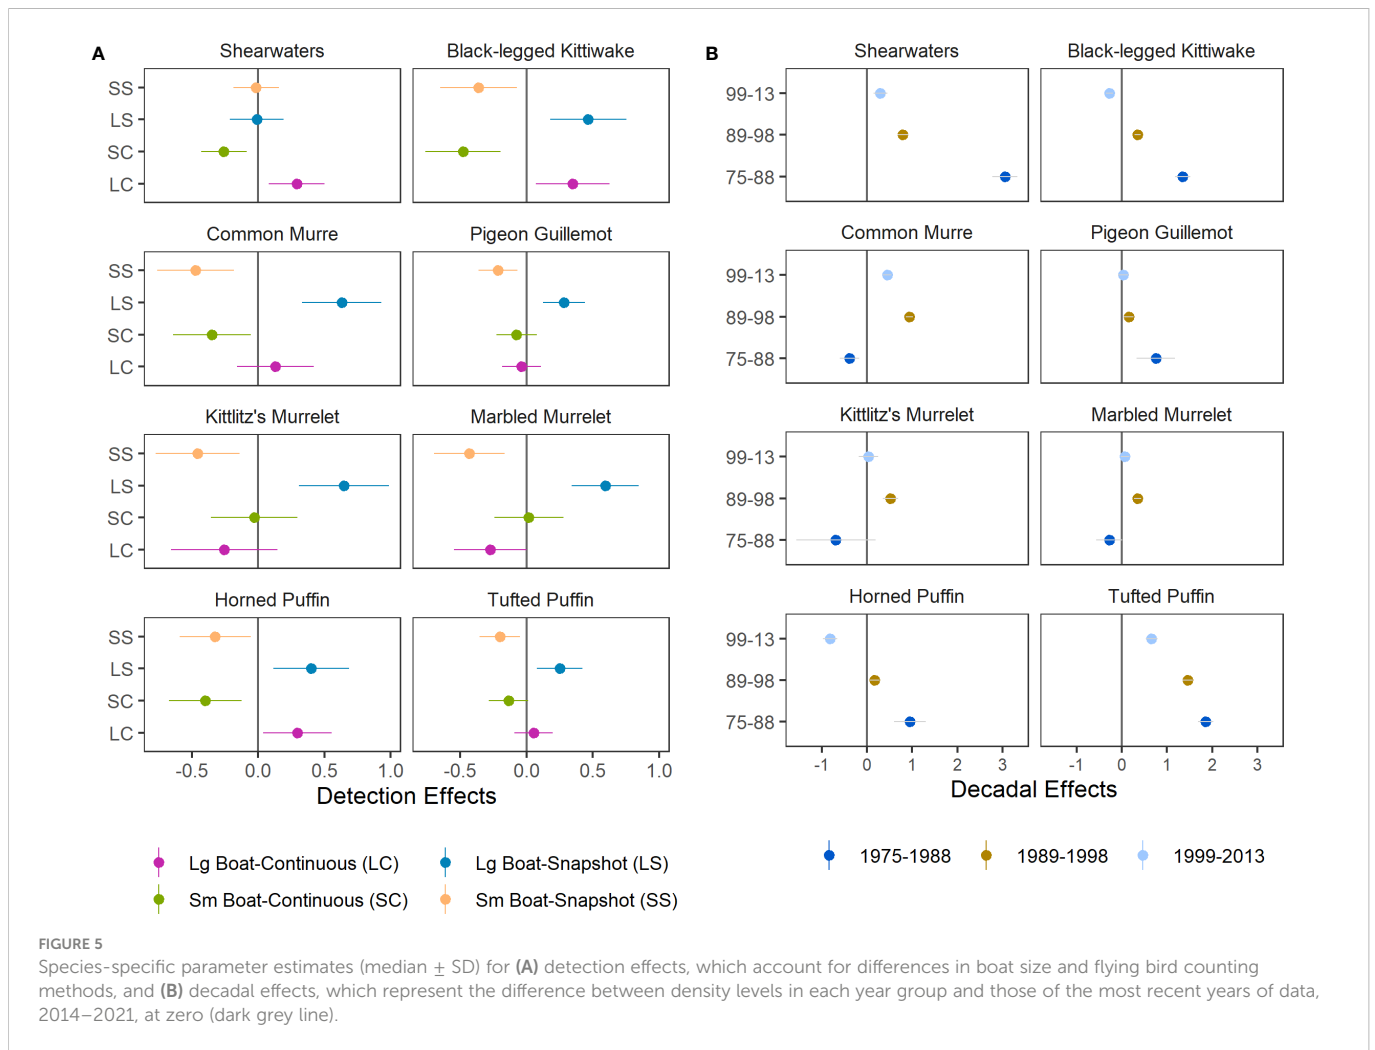 A
Shearwaters
Black-legged Kittiwake
SS
LS
SC
LC
Common Murre
Pigeon Guillemot
SS
LS
SC
LC
Kittlitz's Murrelet
Marbled Murrelet
SS
LS
SC
LC
Horned Puffin
Tufted Puffin
SS
LS
SC
LC
-0.5 0.0 0.5 1.0 -0.5 0.0 0.5 1.0
Detection Effects
Lg Boat-Continuous (LC)
Lg Boat-Snapshot (LS)
Sm Boat-Continuous (SC)
Sm Boat-Snapshot (SS)
B
Shearwaters
Black-legged Kittiwake
99-13
89-98
75-88
Common Murre
Pigeon Guillemot
99-13
89-98
75-88
Kittlitz's Murrelet
Marbled Murrelet
99-13
89-98
75-88
Horned Puffin
Tufted Puffin
99-13
89-98
75-88
-1 0 1 2 3 -1 0 1 2 3
Decadal Effects
1975-1988
1989-1998
1999-2013
FIGURE 5
Species-specific parameter estimates (median ± SD) for (A) detection effects, which account for differences in boat size and flying bird counting
methods, and (B) decadal effects, which represent the difference between density levels in each year group and those of the most recent years of data,
2014–2021, at zero (dark grey line).